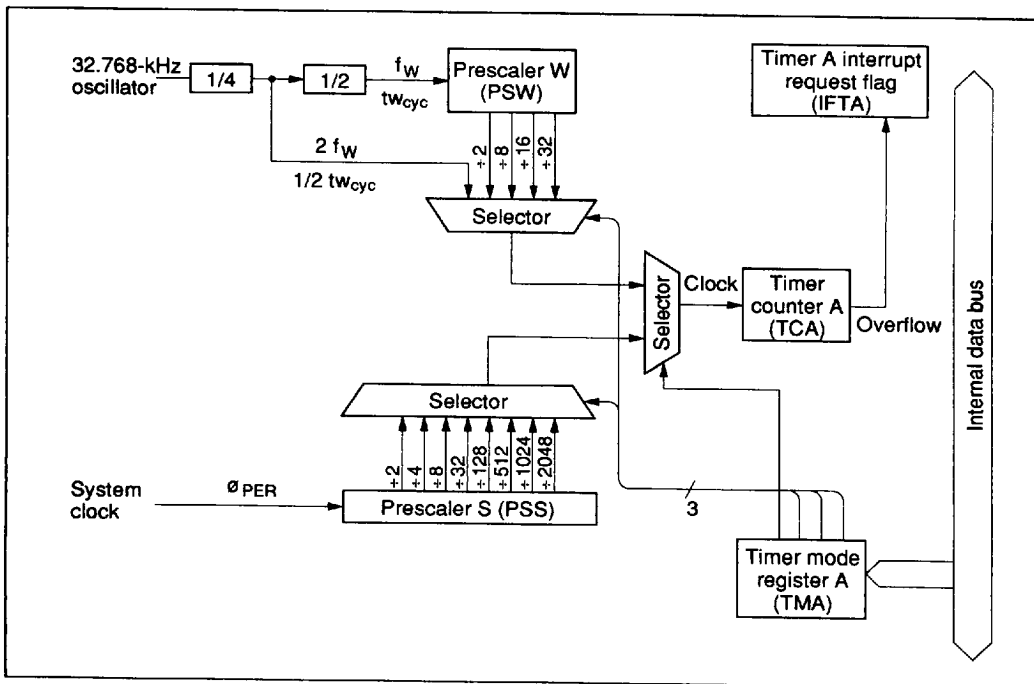 32.768-kHz
oscillator
1/4
1/2
fW
twcyc
Prescaler W
(PSW)
Timer A interrupt
request flag
(IFTA)
2 fW
1/2 twcyc
÷2
÷8
÷16
÷32
Selector
Selector
Clock
Timer
counter A
(TCA)
Overflow
Internal data bus
Selector
÷2
÷4
÷8
÷32
÷128
÷512
÷1024
÷2048
System
clock
øPER
Prescaler S (PSS)
3
Timer mode
register A
(TMA)